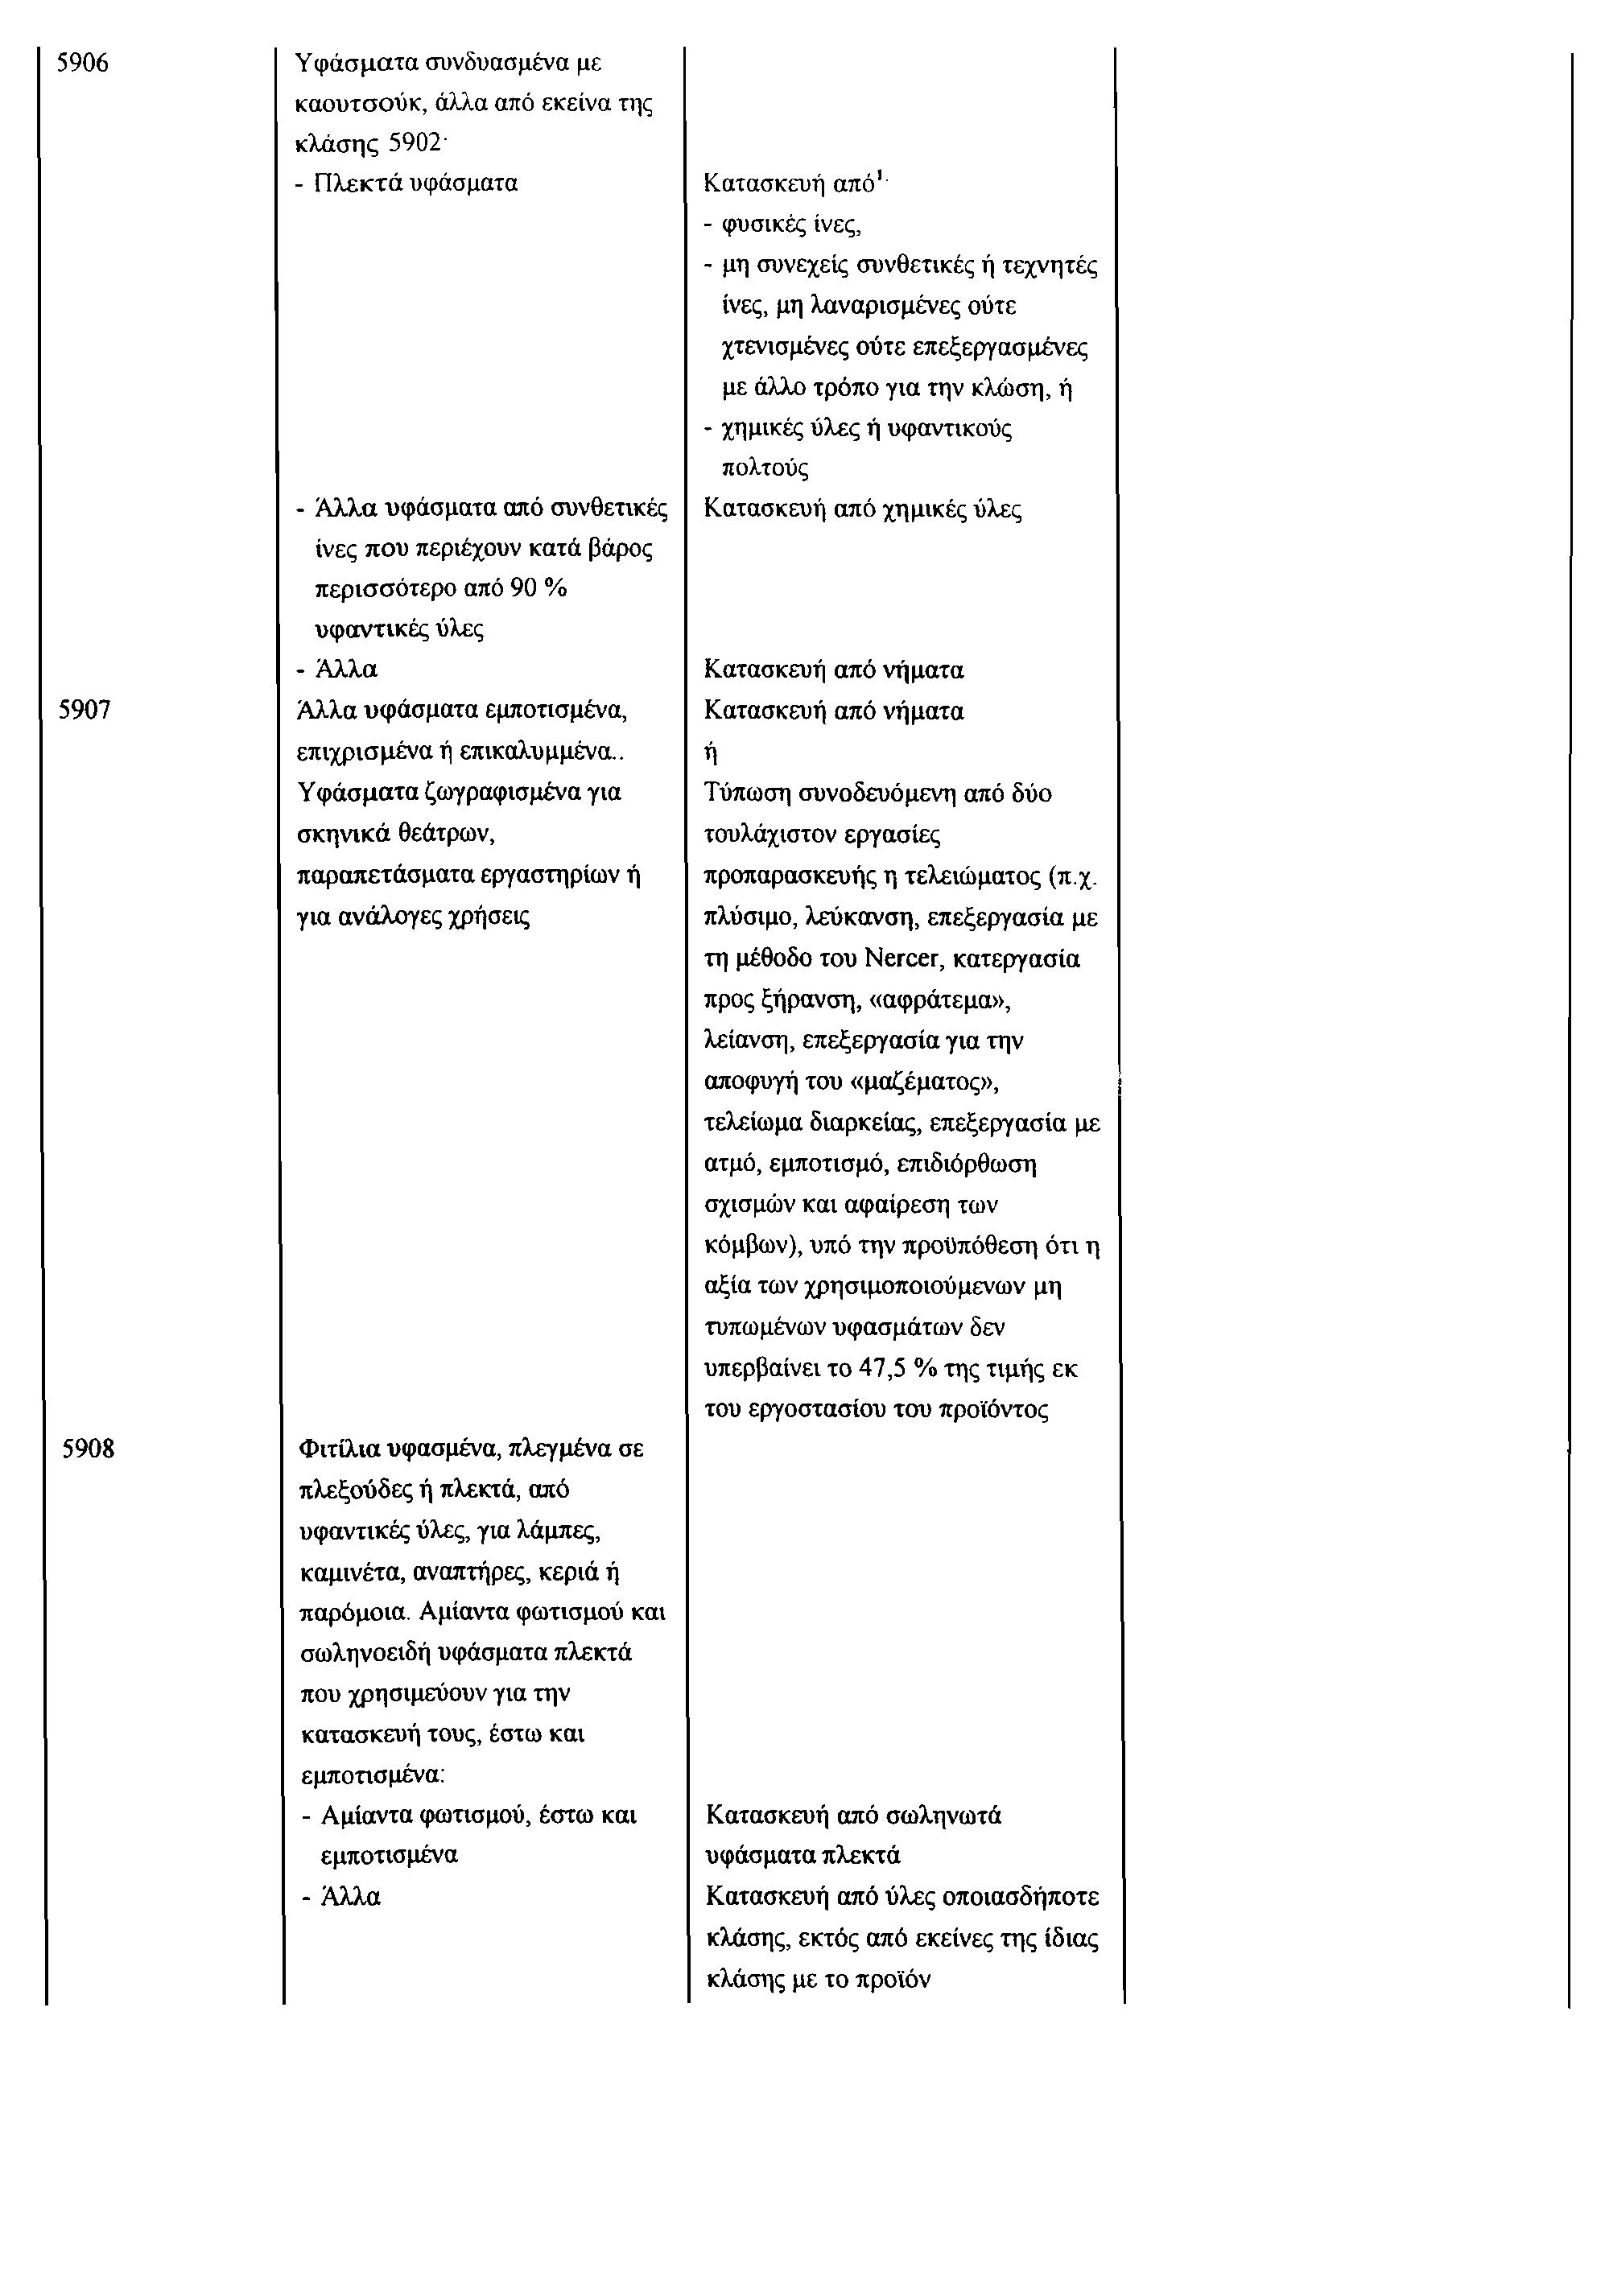 5906
Υφάσματα συνδυασμένα με
καουτσούκ, άλλα από εκείνα της
κλάσης 5902·
- Πλεκτά υφάσματα
Κατασκευή από¹·
- φυσικές ίνες,
- μη συνεχείς συνθετικές ή τεχνητές
ίνες, μη λαναρισμένες ούτε
χτενισμένες ούτε επεξεργασμένες
με άλλο τρόπο για την κλώση, ή
- χημικές ύλες ή υφαντικούς
πολτούς
- Άλλα υφάσματα από συνθετικές
ίνες που περιέχουν κατά βάρος
περισσότερο από 90 %
υφαντικές ύλες
Κατασκευή από χημικές ύλες
- Άλλα
Κατασκευή από νήματα
5907
Άλλα υφάσματα εμποτισμένα,
επιχρισμένα ή επικαλυμμένα..
Υφάσματα ζωγραφισμένα για
σκηνικά θεάτρων,
παραπετάσματα εργαστηρίων ή
για ανάλογες χρήσεις
Κατασκευή από νήματα
ή
Τύπωση συνοδευόμενη από δύο
τουλάχιστον εργασίες
προπαρασκευής η τελειώματος (π.χ.
πλύσιμο, λεύκανση, επεξεργασία με
τη μέθοδο του Nercer, κατεργασία
προς ξήρανση, «αφράτεμα»,
λείανση, επεξεργασία για την
αποφυγή του «μαζέματος»,
τελείωμα διαρκείας, επεξεργασία με
ατμό, εμποτισμό, επιδιόρθωση
σχισμών και αφαίρεση των
κόμβων), υπό την προϋπόθεση ότι η
αξία των χρησιμοποιούμενων μη
τυπωμένων υφασμάτων δεν
υπερβαίνει το 47,5 % της τιμής εκ
του εργοστασίου του προϊόντος
5908
Φιτίλια υφασμένα, πλεγμένα σε
πλεξούδες ή πλεκτά, από
υφαντικές ύλες, για λάμπες,
καμινέτα, αναπτήρες, κεριά ή
παρόμοια. Αμίαντα φωτισμού και
σωληνοειδή υφάσματα πλεκτά
που χρησιμεύουν για την
κατασκευή τους, έστω και
εμποτισμένα:
- Αμίαντα φωτισμού, έστω και
εμποτισμένα
Κατασκευή από σωληνωτά
υφάσματα πλεκτά
- Άλλα
Κατασκευή από ύλες οποιασδήποτε
κλάσης, εκτός από εκείνες της ίδιας
κλάσης με το προϊόν